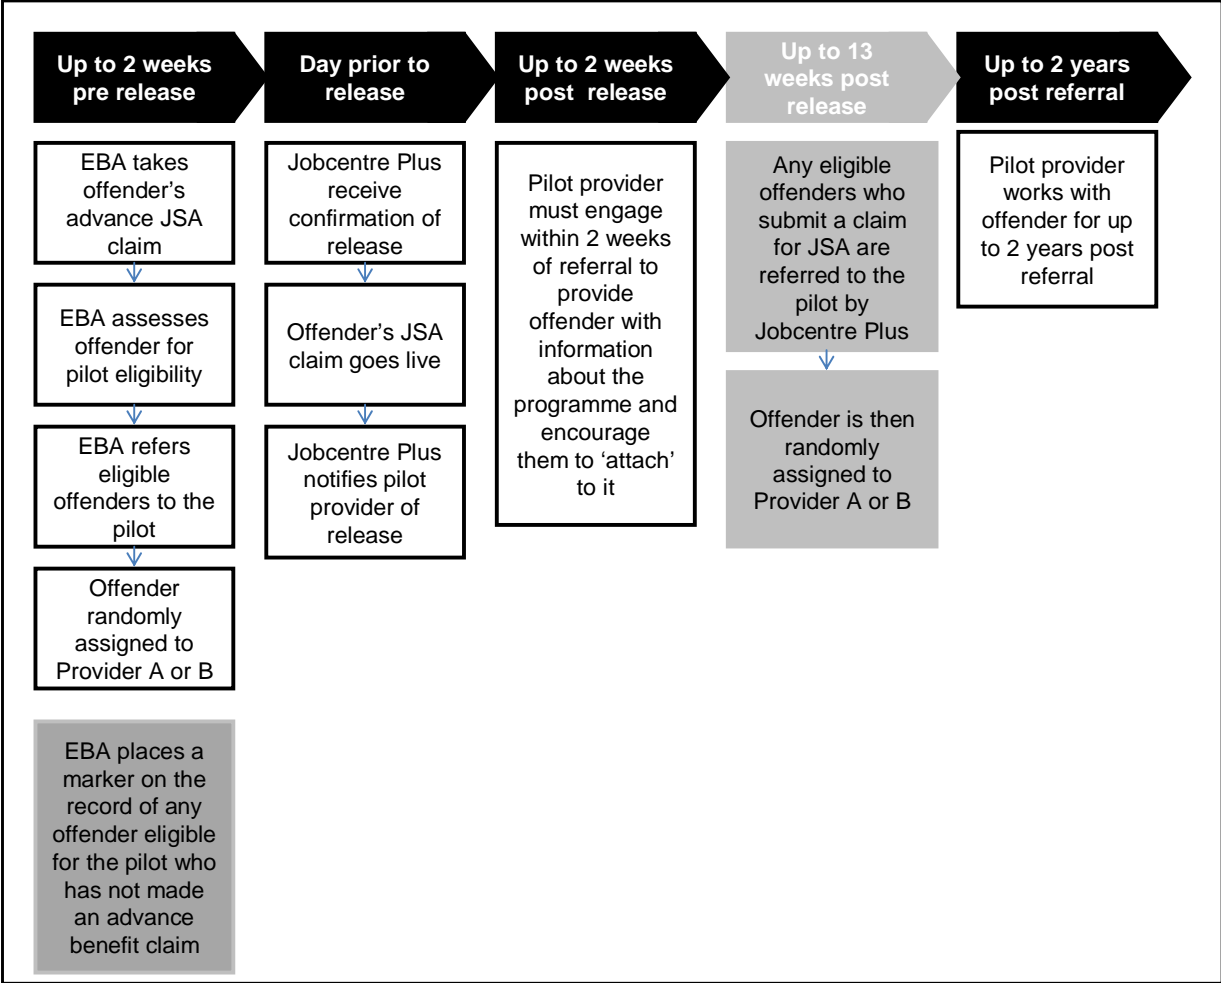 Up to 2 weeks
pre release
EBA takes
offender’s
advance JSA
claim
EBA assesses
offender for
pilot eligibility
EBA refers
eligible
offenders to the
pilot
Offender
randomly
assigned to
Provider A or B
EBA places a
marker on the
record of any
offender eligible
for the pilot who
has not made
an advance
benefit claim
Day prior to
release
Jobcentre Plus
receive
confirmation of
release
Offender’s JSA
claim goes live
Jobcentre Plus
notifies pilot
provider of
release
Up to 2 weeks
post release
Pilot provider
must engage
within 2 weeks
of referral to
provide
offender with
information
about the
programme and
encourage
them to ‘attach’
to it
Up to 13
weeks post
release
Any eligible
offenders who
submit a claim
for JSA are
referred to the
pilot by
Jobcentre Plus
Offender is then
randomly
assigned to
Provider A or B
Up to 2 years
post referral
Pilot provider
works with
offender for up
to 2 years post
referral